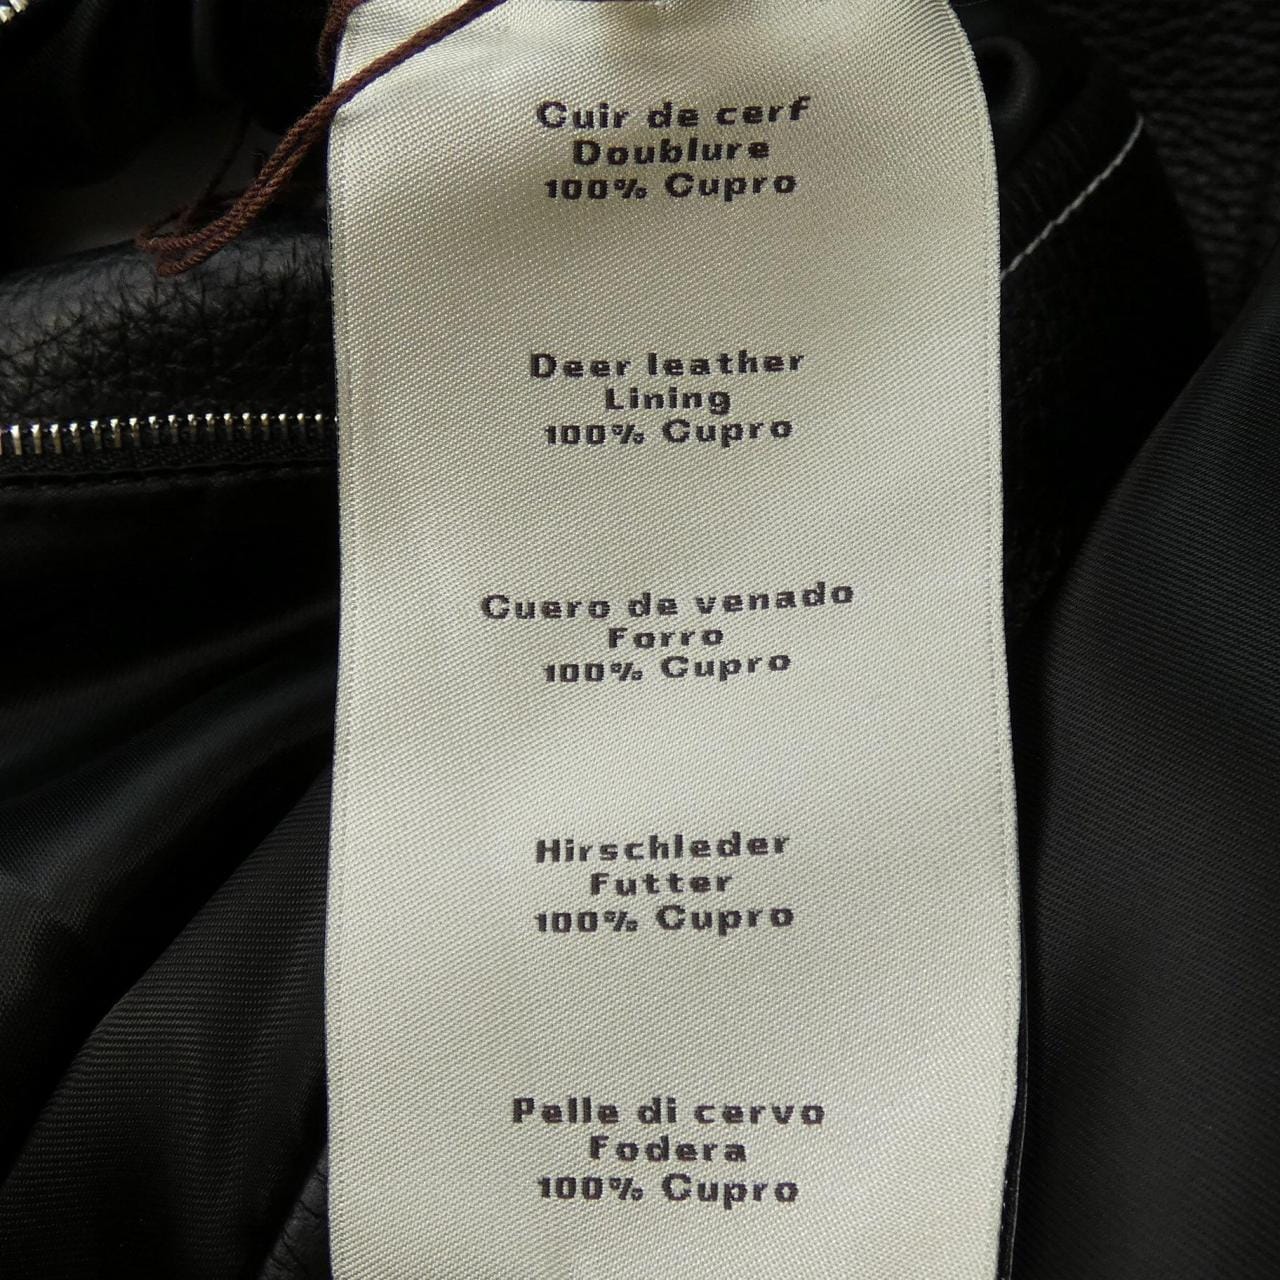 Cuir de cerf
Doublure
100% Cupro
Deer leather
Lining
100% Cupro
Cuero de venado
Forro
100% Cupro
Hirschleder
Futter
100% Cupro
Pelle di cervo
Fodera
100% Cupro